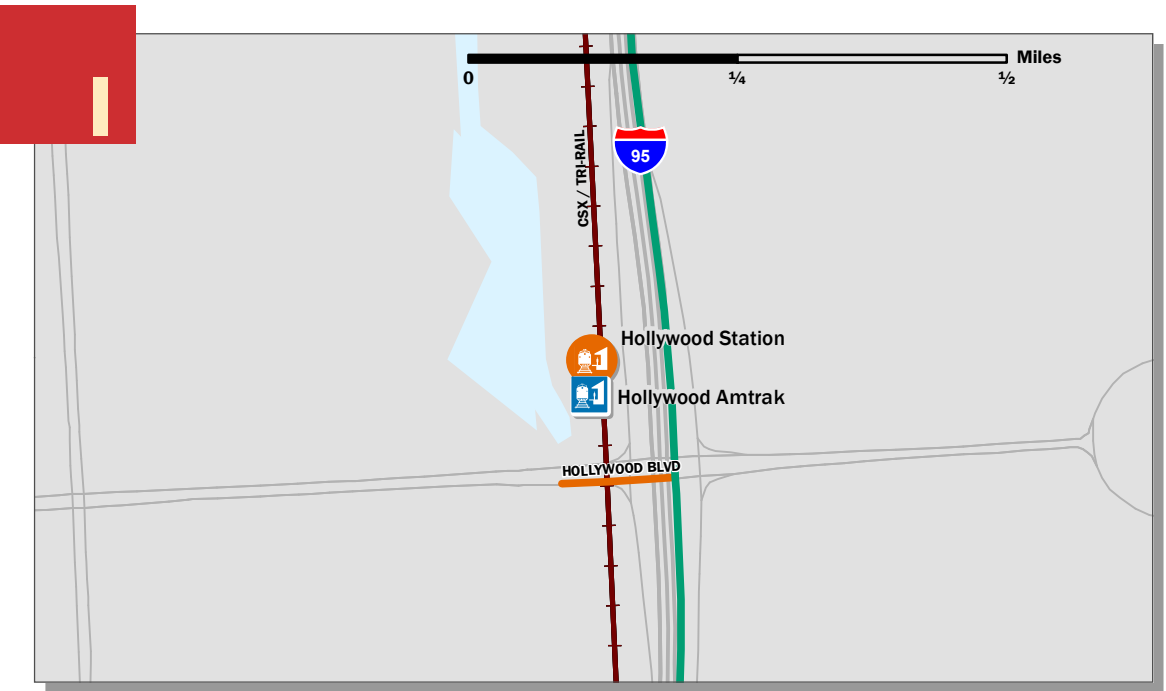 Miles
0 ¼ ½
CSX / TRI-RAIL
95
Hollywood Station
Hollywood Amtrak
HOLLYWOOD BLVD